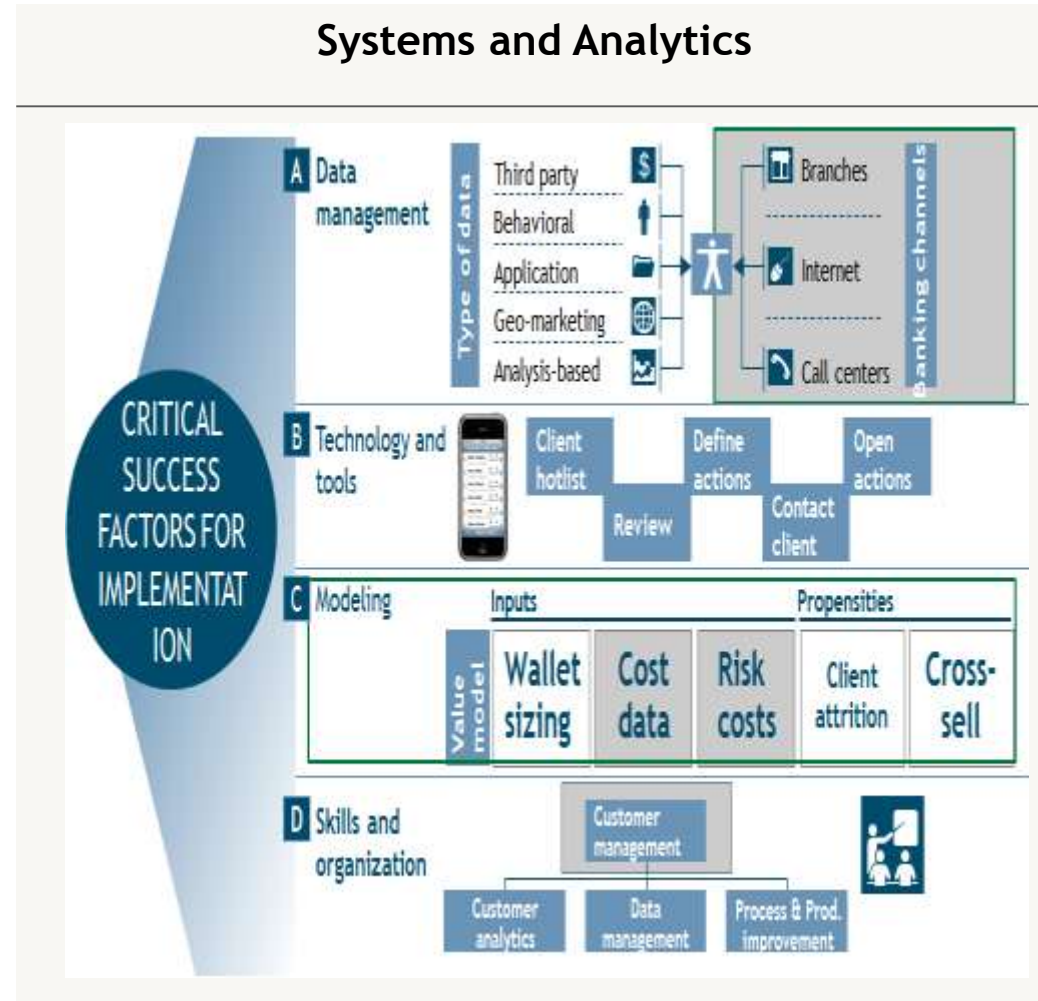 Systems and Analytics
CRITICAL
SUCCESS
FACTORS FOR
IMPLEMENTAT
ION
A Data
management
Type of data
Third party
$
Behavioral
Application
Geo-marketing
Analysis-based
Branches
Internet
Call centers
Banking channels
B Technology and
tools
Client
hotlist
Review
Define
actions
Contact
client
Open
actions
C Modeling
Inputs
Propensities
Value
model
Wallet
sizing
Cost
data
Risk
costs
Client
attrition
Cross-
sell
D Skills and
organization
Customer
management
Customer
analytics
Data
management
Process & Prod.
improvement